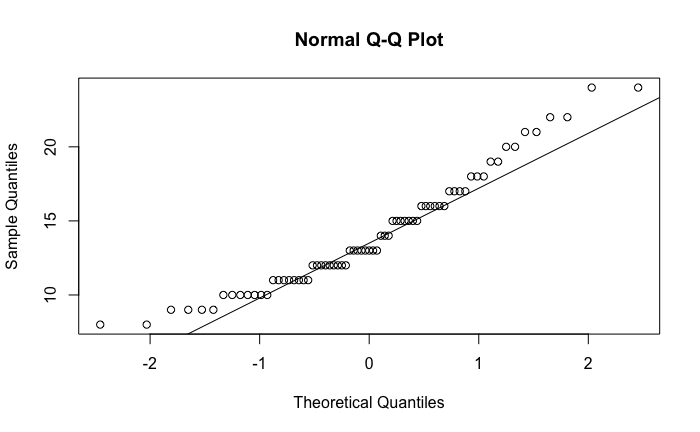 Normal Q-Q Plot
Sample Quantiles
20
15
10
-2 -1 0 1 2
Theoretical Quantiles